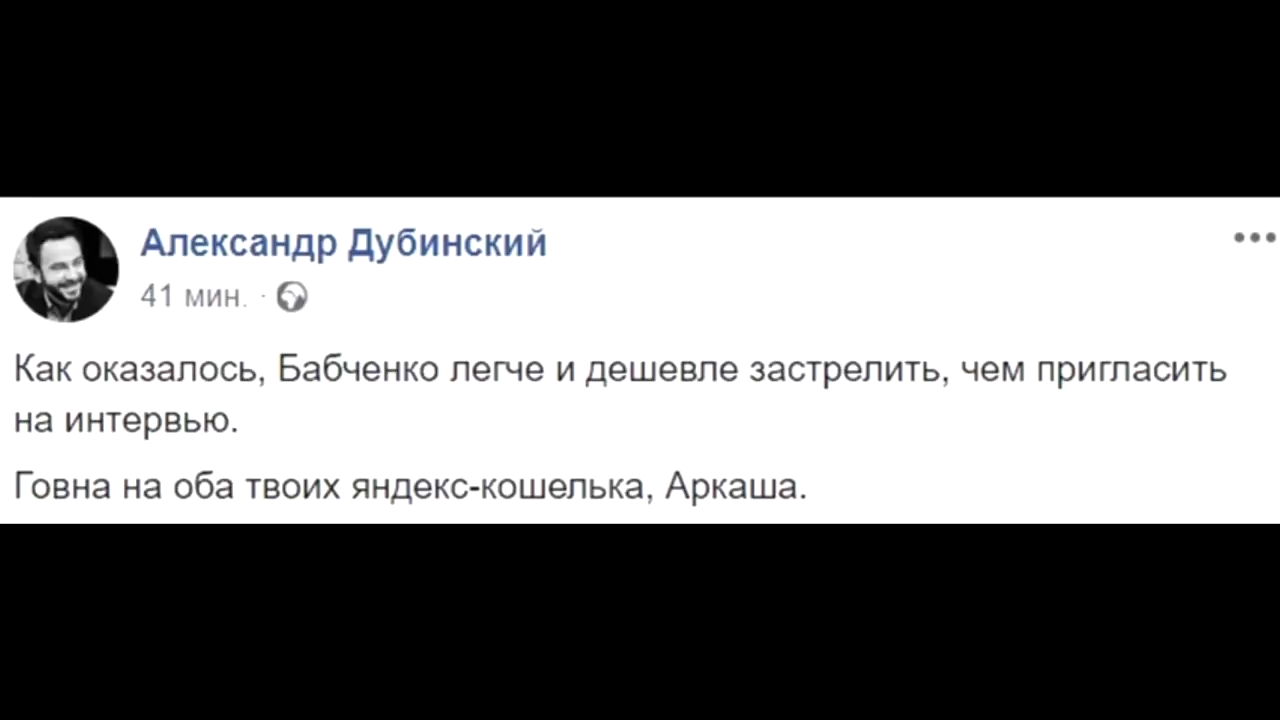 Александр Дубинский
41 мин. ·
Как оказалось, Бабченко легче и дешевле застрелить, чем пригласить
на интервью.
Говна на оба твоих яндекс-кошелька, Аркаша.